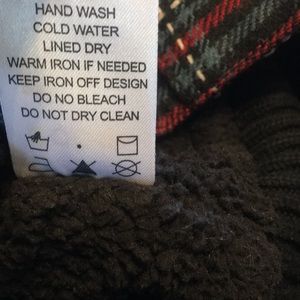 HAND WASH
COLD WATER
LINED DRY
WARM IRON IF NEEDED
KEEP IRON OFF DESIGN
DO NO BLEACH
DO NOT DRY CLEAN